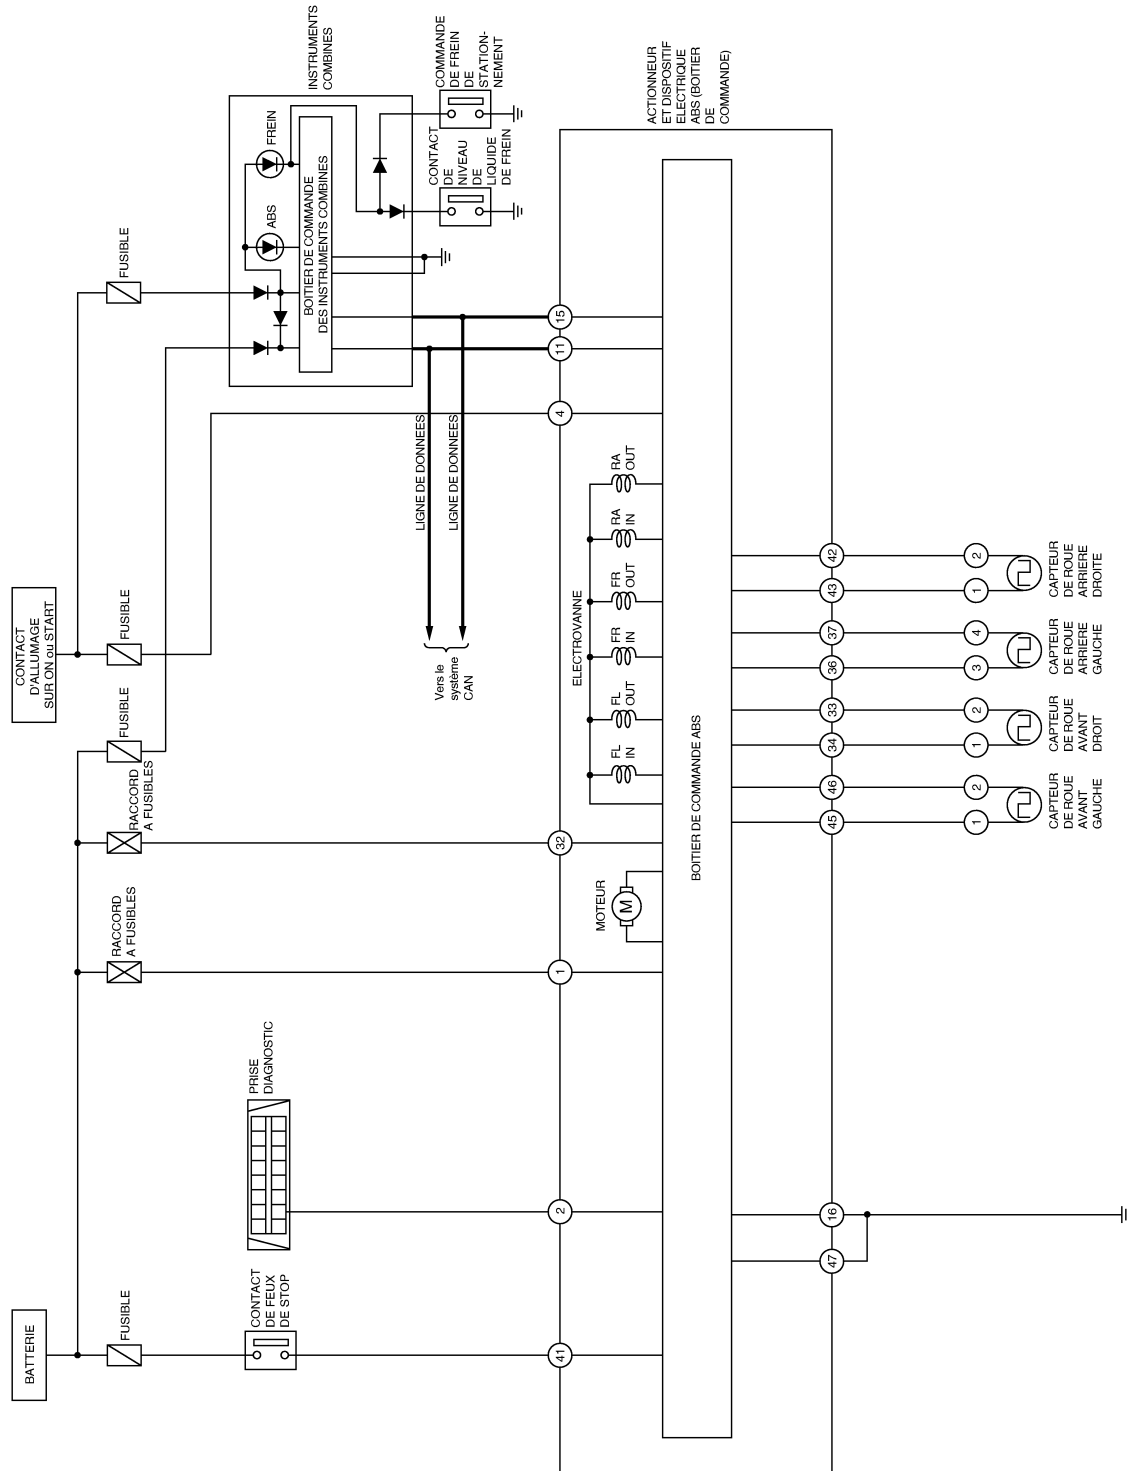 BATTERIE
FUSIBLE
CONTACT
DE FEUX
DE STOP
41
PRISE
DIAGNOSTIC
2
RACCORD
A FUSIBLES
1
RACCORD
A FUSIBLES
32
FUSIBLE
CONTACT
D'ALLUMAGE
SUR ON ou START
FUSIBLE
FUSIBLE
INSTRUMENTS
COMBINES
ABS
FREIN
BOITIER DE COMMANDE
DES INSTRUMENTS COMBINES
CONTACT
DE
NIVEAU
DE
LIQUIDE
DE FREIN
COMMANDE
DE FREIN
DE
STATION-
NEMENT
LIGNE DE DONNEES
LIGNE DE DONNEES
Vers le
système
CAN
4
11
15
ACTIONNEUR
ET DISPOSITIF
ELECTRIQUE
ABS (BOITIER
DE
COMMANDE)
MOTEUR
M
ELECTROVANNE
FL
IN
FL
OUT
FR
IN
FR
OUT
RA
IN
RA
OUT
BOITIER DE COMMANDE ABS
47
16
45
46
34
33
36
37
43
42
1
2
1
2
3
4
1
2
CAPTEUR
DE ROUE
AVANT
GAUCHE
CAPTEUR
DE ROUE
AVANT
DROIT
CAPTEUR
DE ROUE
ARRIERE
GAUCHE
CAPTEUR
DE ROUE
ARRIERE
DROITE